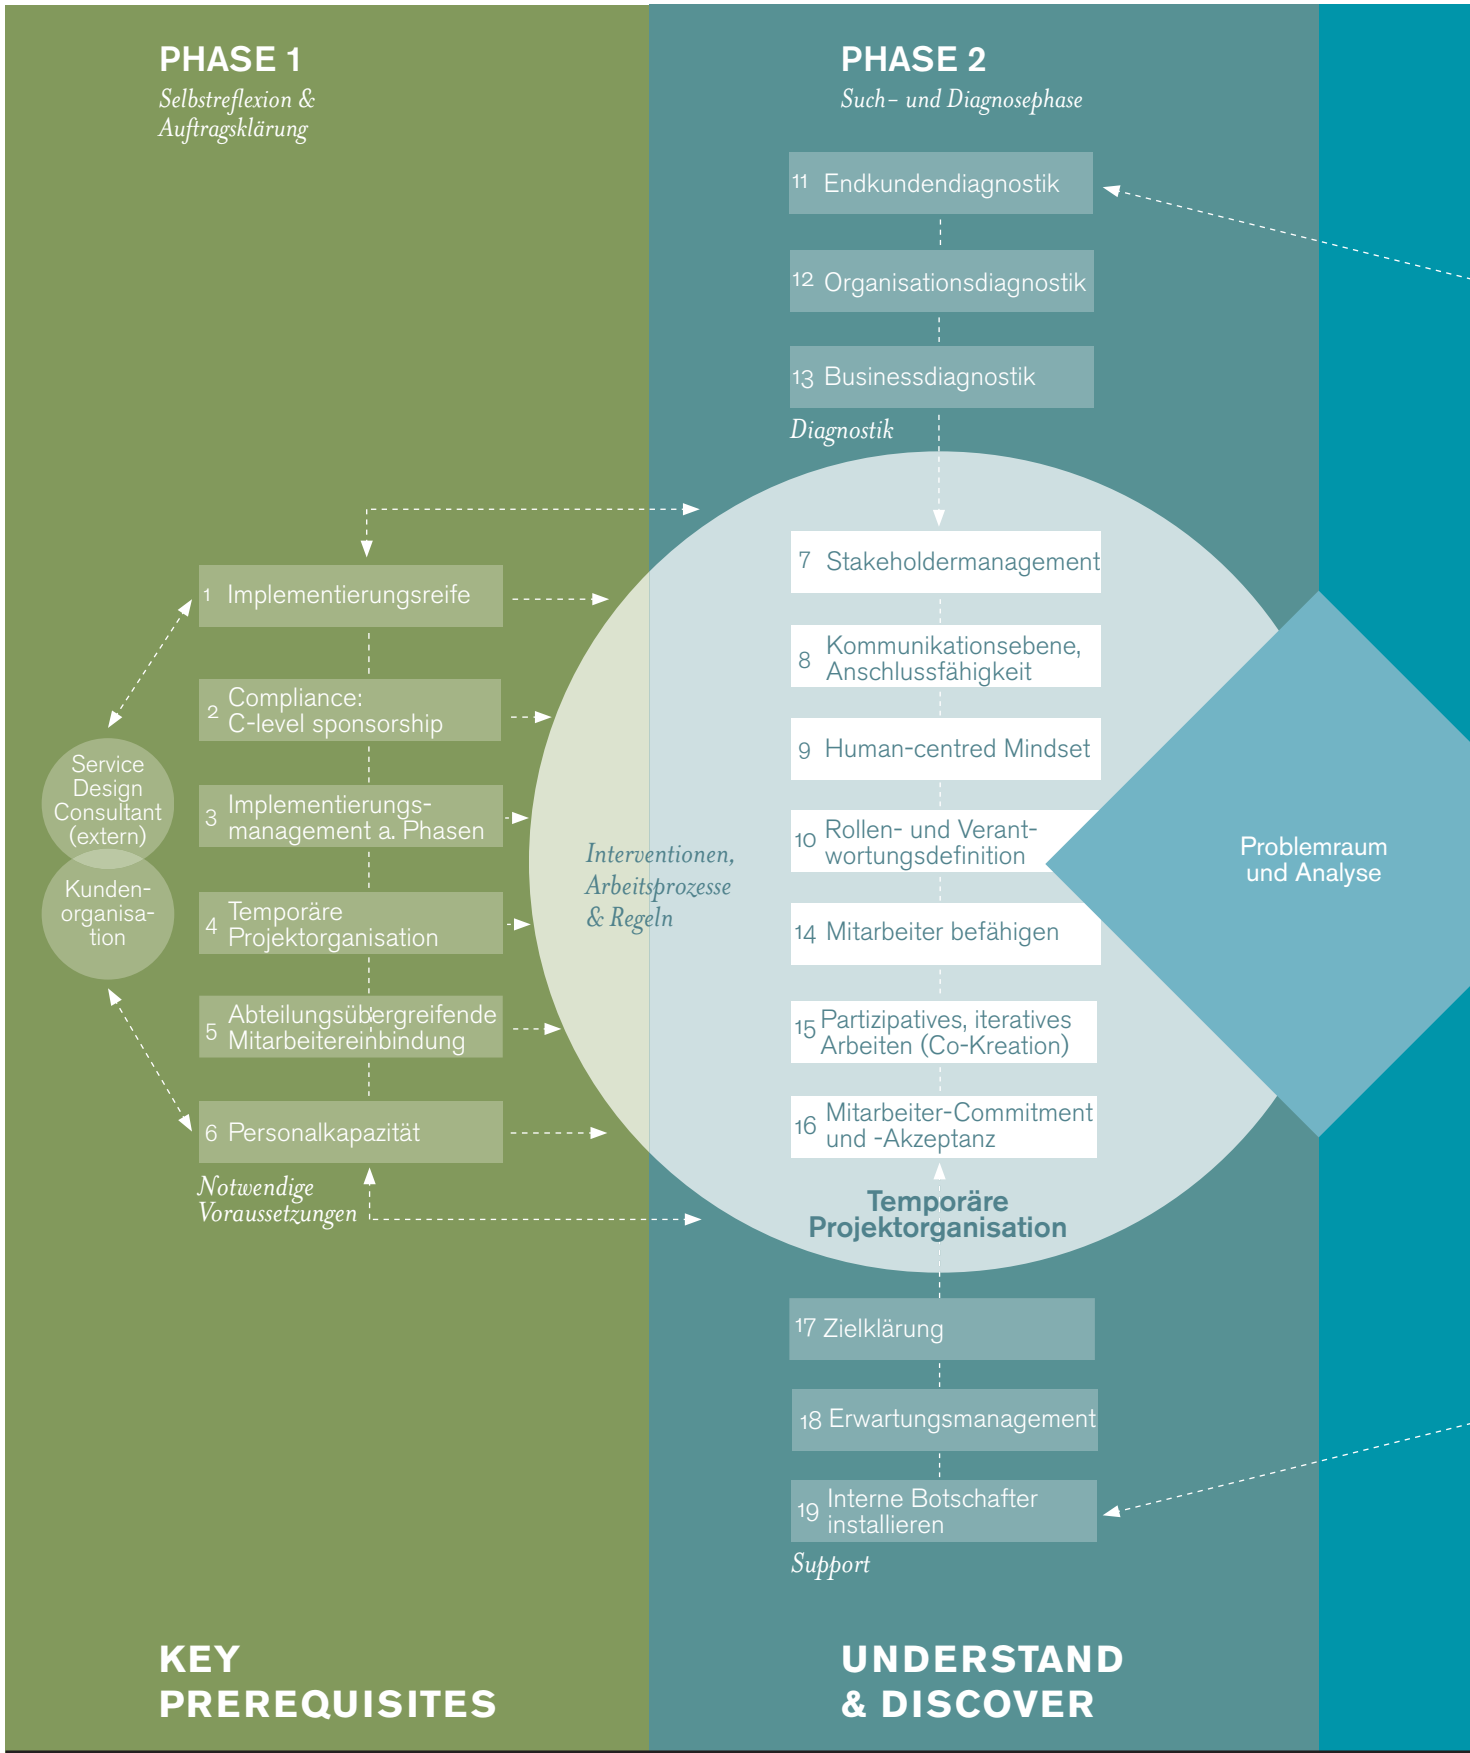 PHASE 1
Selbstreflexion &
Auftragsklärung
Service
Design
Consultant
(extern)
Kunden-
organisa-
tion
1 Implementierungsreife
2 Compliance:
C-level sponsorship
3 Implementierungs-
management a. Phasen
4 Temporäre
Projektorganisation
5 Abteilungsübergreifende
Mitarbeitereinbindung
6 Personalkapazität
Notwendige
Voraussetzungen
KEY
PREREQUISITES
PHASE 2
Such- und Diagnosephase
11 Endkundendiagnostik
12 Organisationsdiagnostik
13 Businessdiagnostik
Diagnostik
Interventionen,
Arbeitsprozesse
& Regeln
7 Stakeholdermanagement
8 Kommunikationsebene,
Anschlussfähigkeit
9 Human-centred Mindset
10 Rollen- und Verant-
wortungsdefinition
14 Mitarbeiter befähigen
15 Partizipatives, iteratives
Arbeiten (Co-Kreation)
16 Mitarbeiter-Commitment
und -Akzeptanz
Temporäre
Projektorganisation
17 Zielklärung
18 Erwartungsmanagement
19 Interne Botschafter
installieren
Support
UNDERSTAND
& DISCOVER
Problemraum
und Analyse